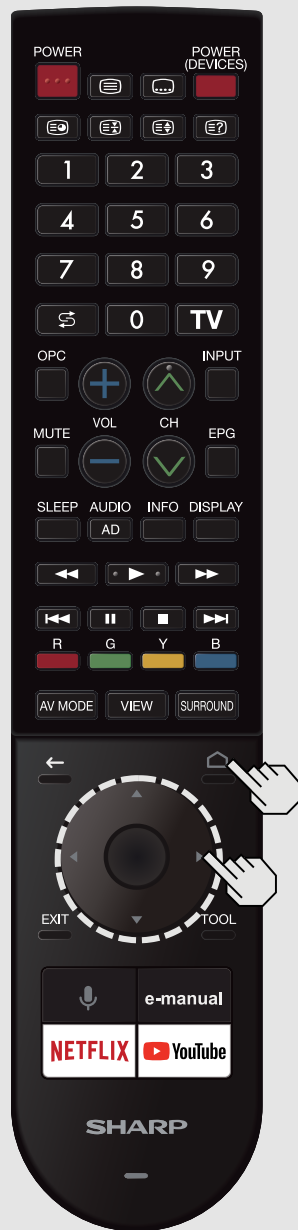 POWER POWER
(DEVICES)
1 2 3
4 5 6
7 8 9
0 TV
OPC INPUT
MUTE VOL CH EPG
SLEEP AUDIO INFO DISPLAY
AD
R G Y B
AV MODE VIEW SURROUND
EXIT TOOL
e-manual
NETFLIX YouTube
SHARP